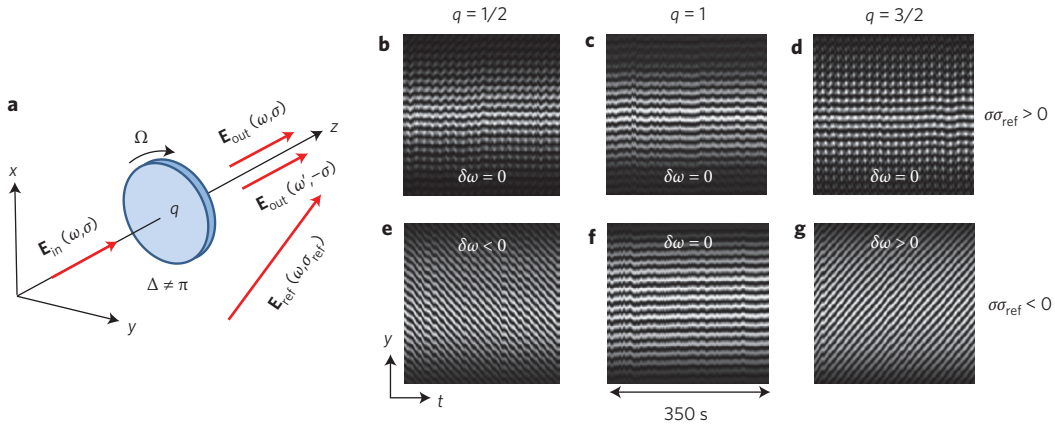 q = 1/2
q = 1
q = 3/2
a
Ω
x
y
z
q
E_in (ω,σ)
E_out (ω,σ)
E_out (ω′,−σ)
E_ref (ω,σ_ref)
Δ ≠ π
b
δω = 0
c
δω = 0
d
δω = 0
σσ_ref > 0
e
δω < 0
f
δω = 0
g
δω > 0
σσ_ref < 0
y
t
350 s